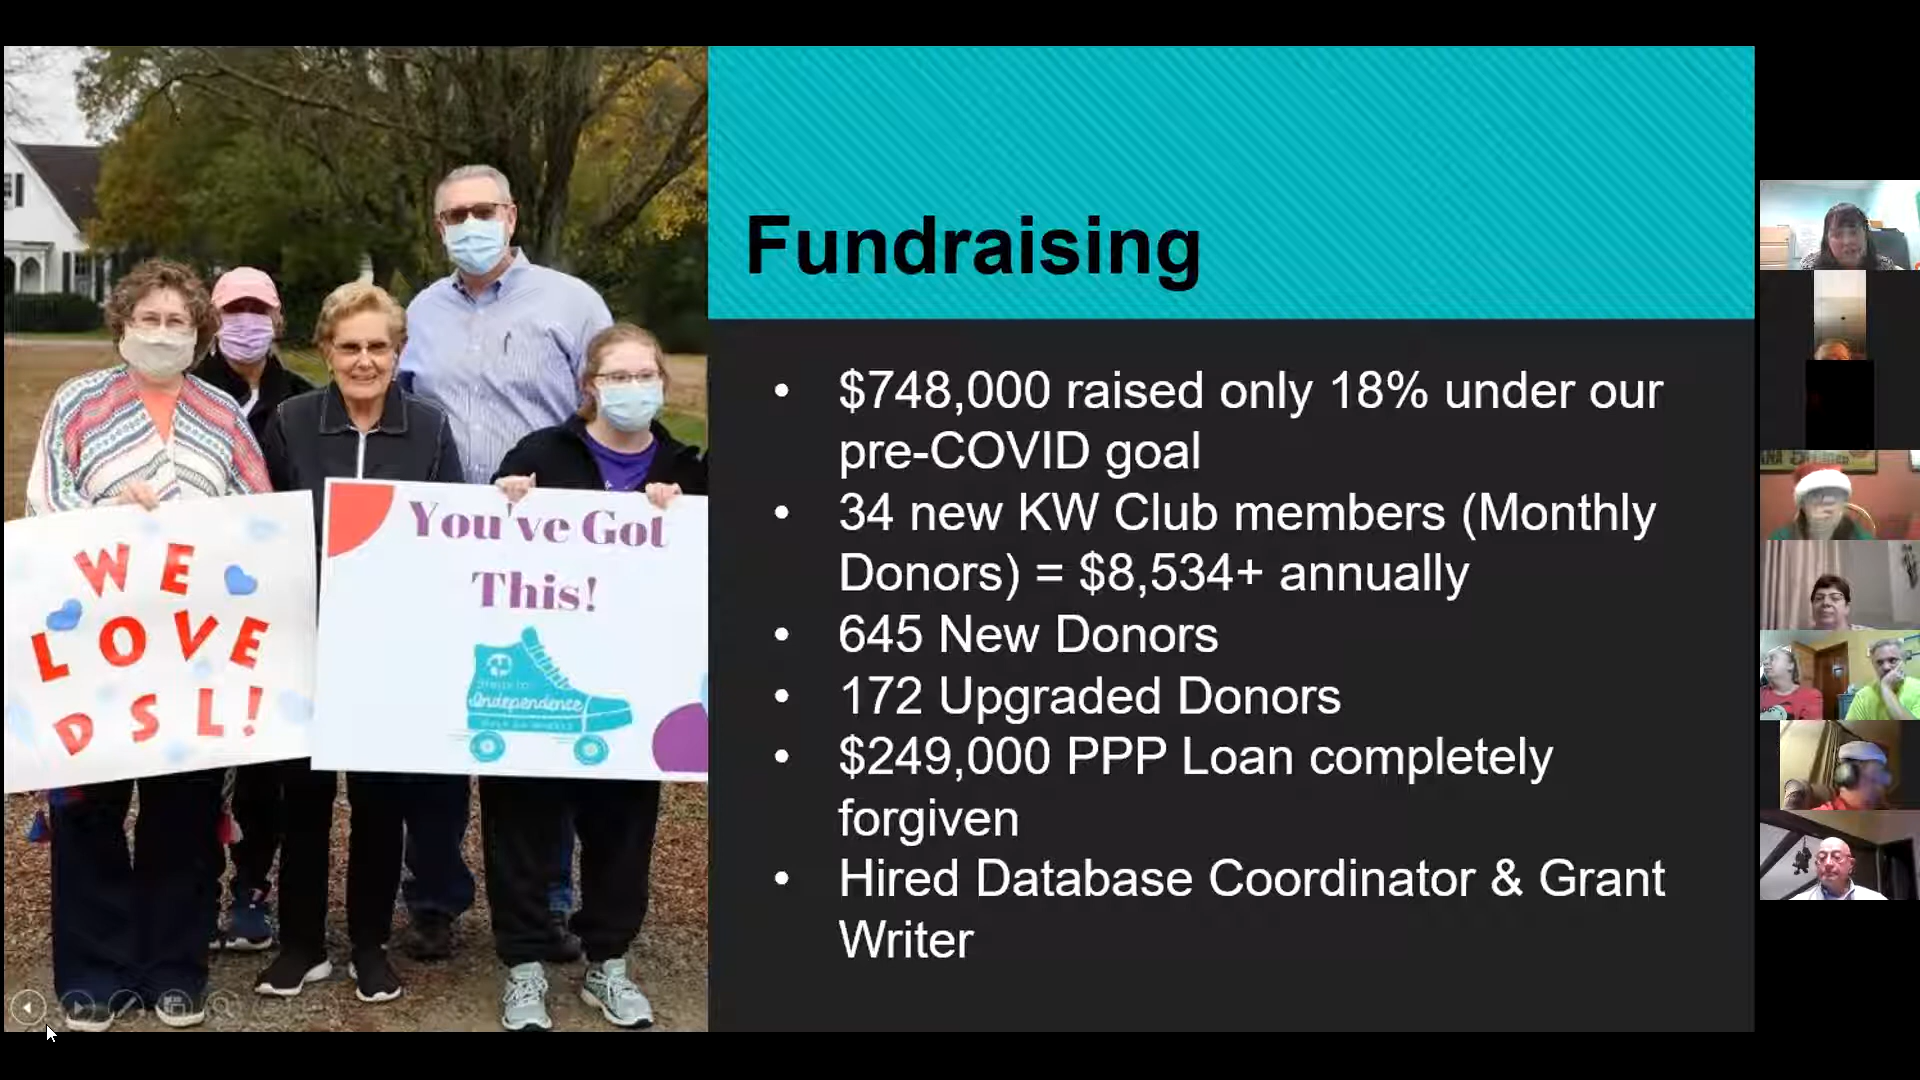 Fundraising
• $748,000 raised only 18% under our
pre-COVID goal
• 34 new KW Club members (Monthly
Donors) = $8,534+ annually
• 645 New Donors
• 172 Upgraded Donors
• $249,000 PPP Loan completely
forgiven
• Hired Database Coordinator & Grant
Writer
WE
LOVE
DSL!
You've Got
This!
Independence